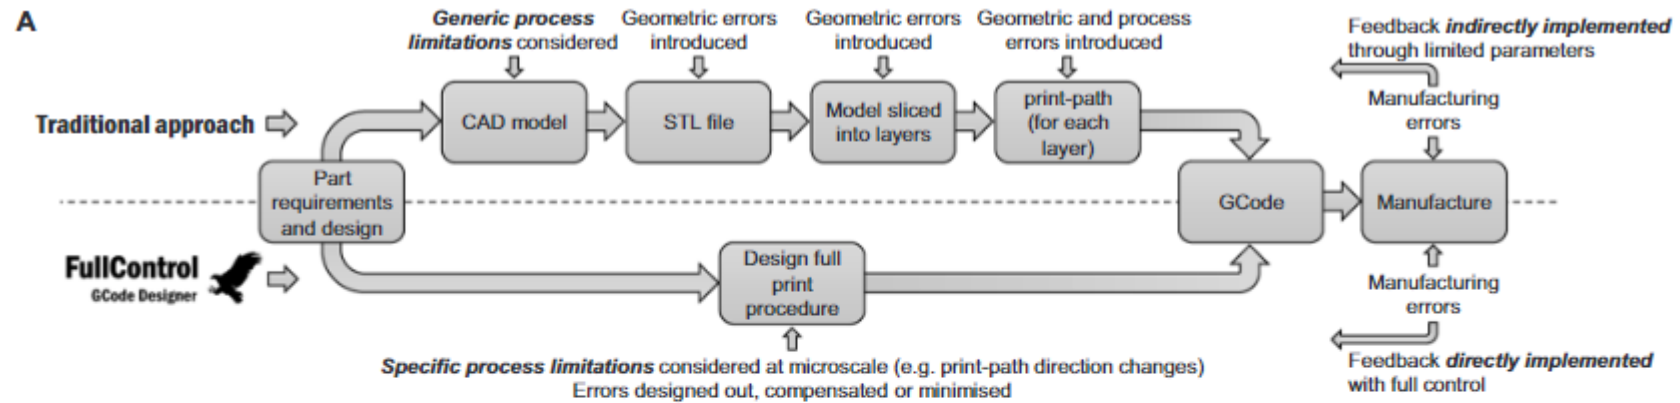 A
Generic process
limitations considered
Geometric errors
introduced
Geometric errors
introduced
Geometric and process
errors introduced
Feedback indirectly implemented
through limited parameters
Traditional approach
CAD model
STL file
Model sliced
into layers
print-path
(for each
layer)
Manufacturing
errors
Part
requirements
and design
GCode
Manufacture
FullControl
GCode Designer
Design full
print
procedure
Manufacturing
errors
Specific process limitations considered at microscale (e.g. print-path direction changes)
Errors designed out, compensated or minimised
Feedback directly implemented
with full control